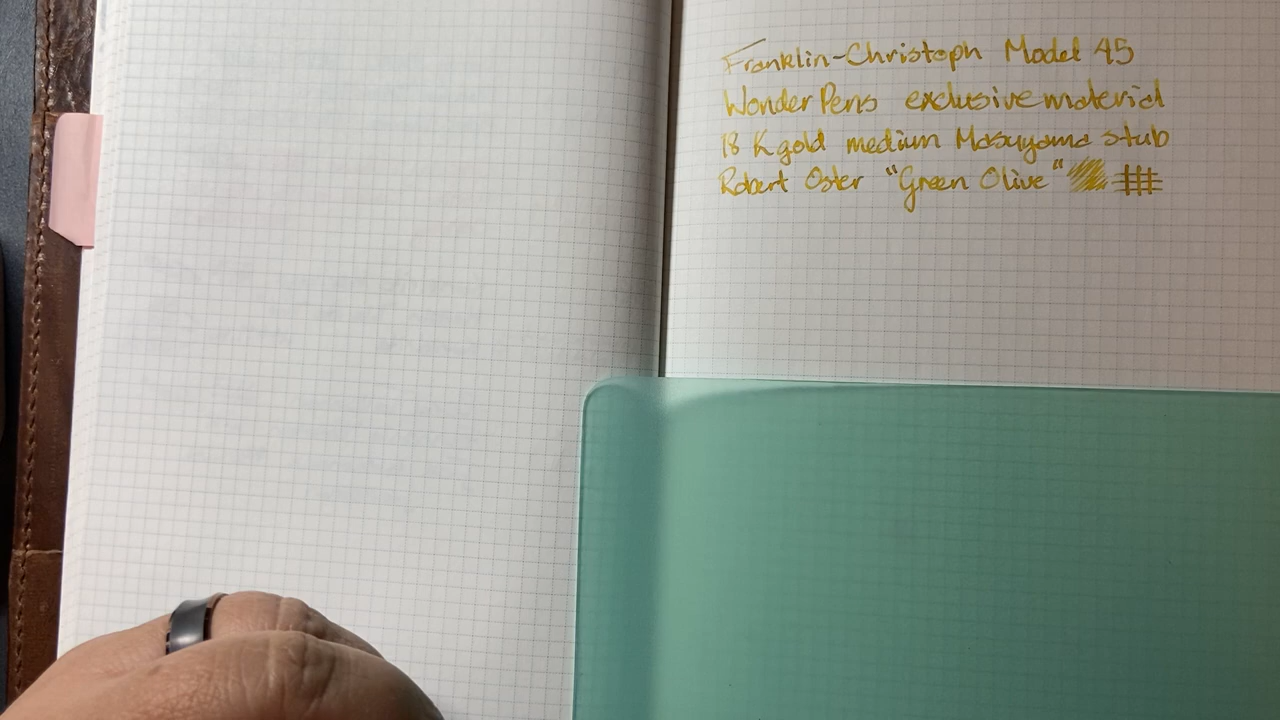 Franklin-Christoph Model 45
Wonder Pens exclusive material
18 K gold medium Masuyama stub
Robert Oster "Green Olive"